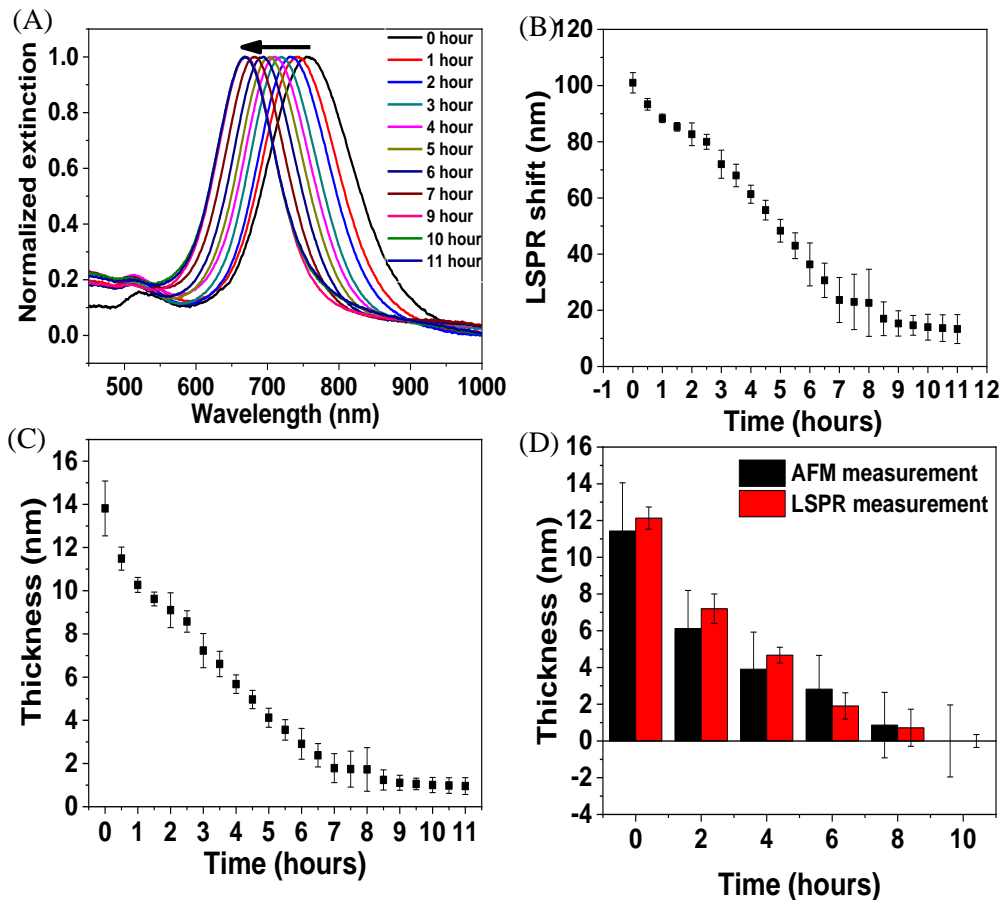 (A)
Normalized extinction
1.0
0.8
0.6
0.4
0.2
0.0
500 600 700 800 900 1000
Wavelength (nm)
0 hour
1 hour
2 hour
3 hour
4 hour
5 hour
6 hour
7 hour
9 hour
10 hour
11 hour
(B)
LSPR shift (nm)
120
100
80
60
40
20
0
-1 0 1 2 3 4 5 6 7 8 9 10 11 12
Time (hours)
(C)
Thickness (nm)
16
14
12
10
8
6
4
2
0
0 1 2 3 4 5 6 7 8 9 10 11
Time (hours)
(D)
Thickness (nm)
16
14
12
10
8
6
4
2
0
-2
-4
0 2 4 6 8 10
Time (hours)
AFM measurement
LSPR measurement